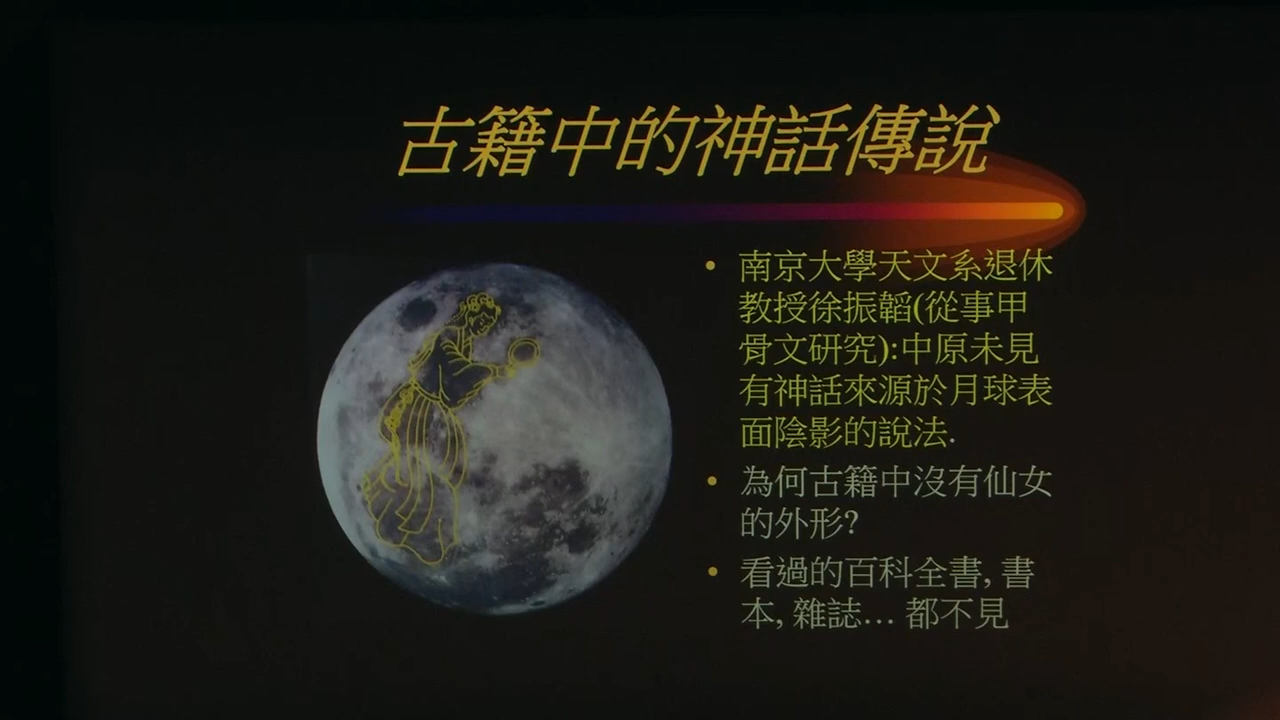 古籍中的神話傳說
• 南京大學天文系退休
教授徐振韜(從事甲
骨文研究):中原未見
有神話來源於月球表
面陰影的說法.
• 為何古籍中沒有仙女
的外形?
• 看過的百科全書, 書
本, 雜誌... 都不見